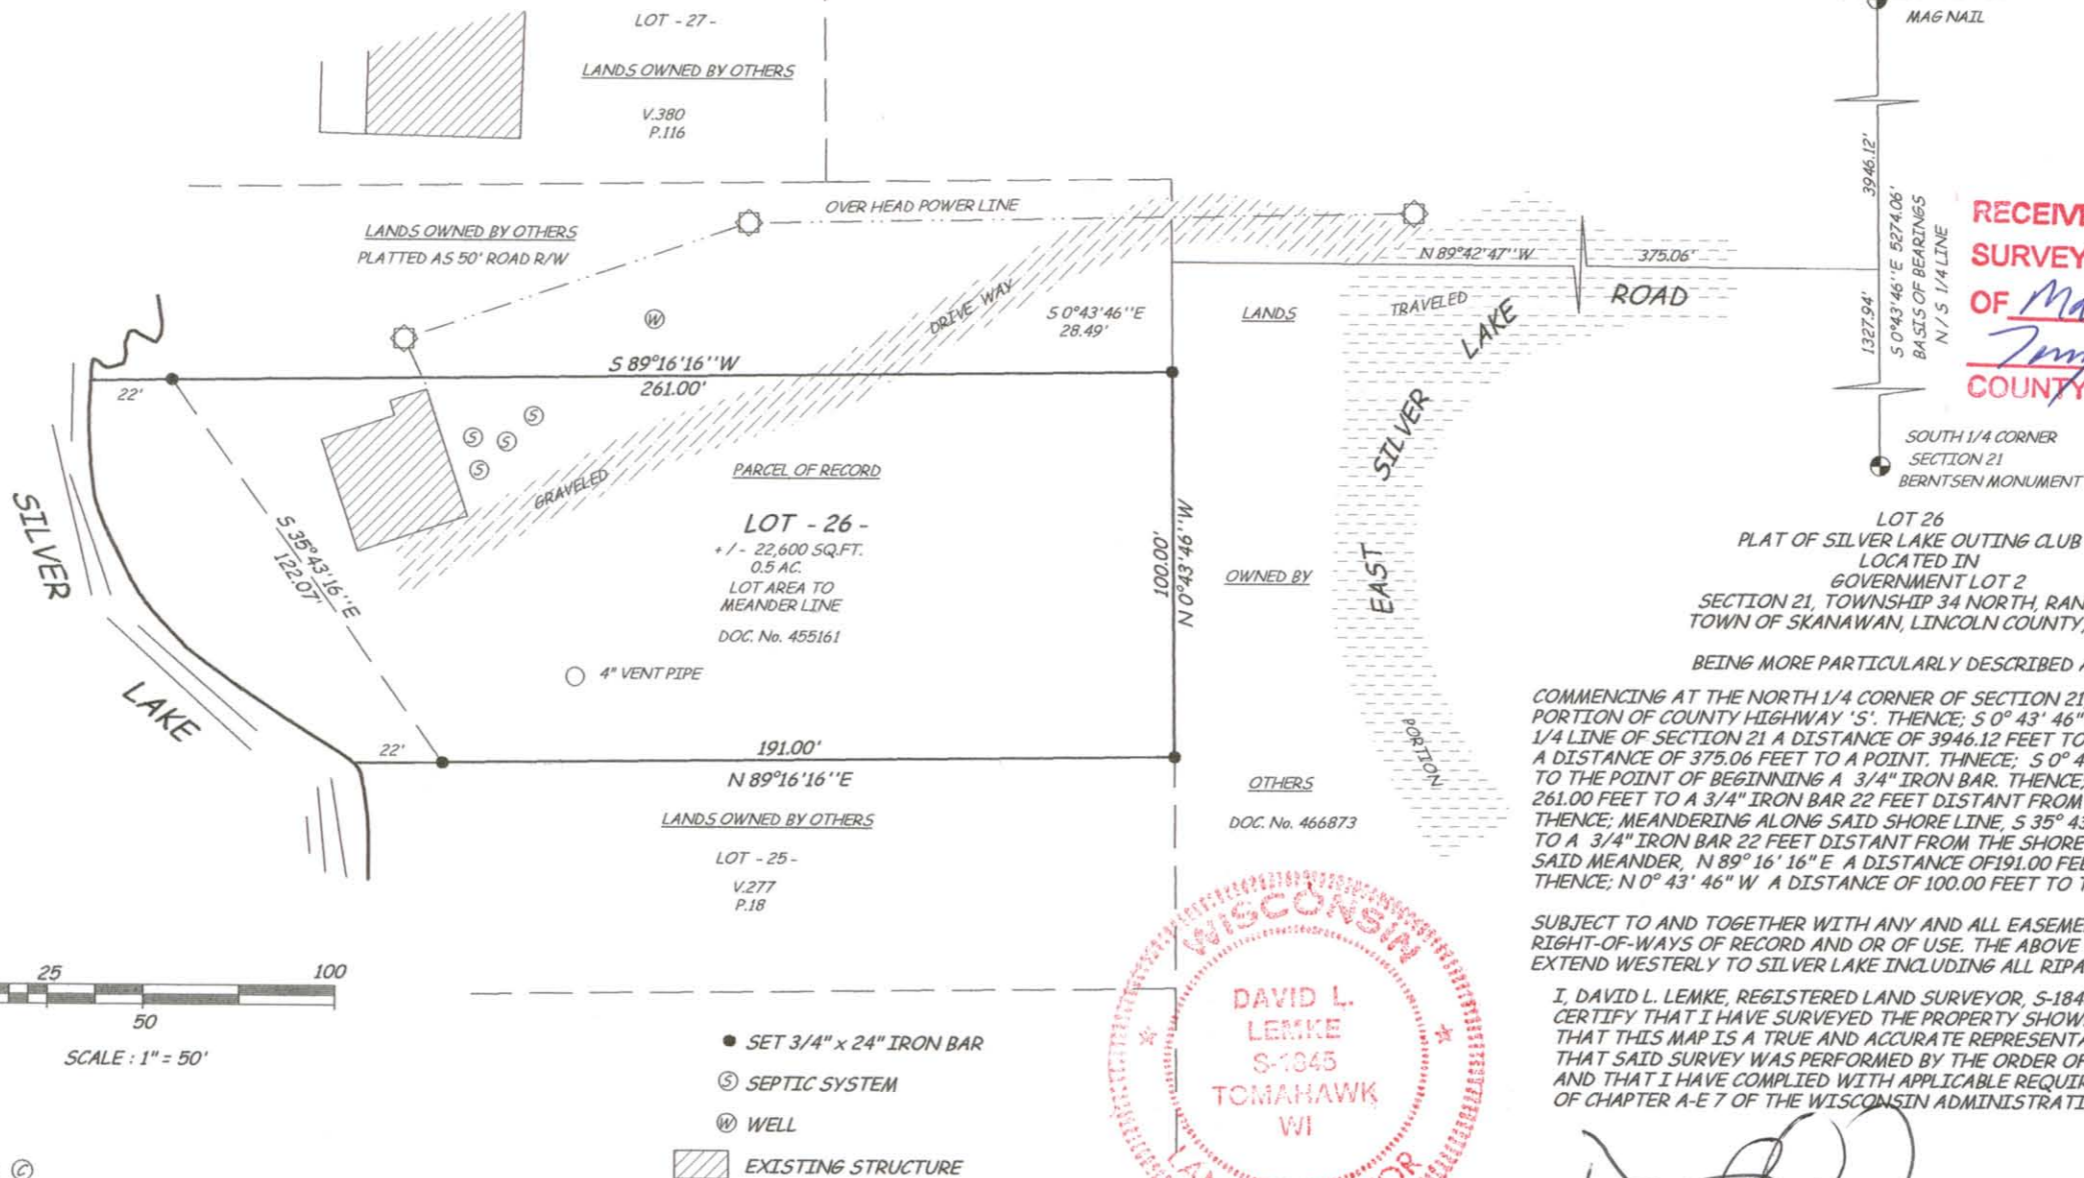 LOT - 27 -
LANDS OWNED BY OTHERS
V.380
P.116
MAG NAIL
OVER HEAD POWER LINE
LANDS OWNED BY OTHERS
PLATTED AS 50' ROAD R/W
W
DRIVE WAY
S 0°43'46"E
28.49'
S 89°16'16"W
261.00'
22'
S
S
S
S
GRAVELED
PARCEL OF RECORD
LOT - 26 -
+/- 22,600 SQ.FT.
0.5 AC.
LOT AREA TO
MEANDER LINE
DOC. No. 455161
4" VENT PIPE
S 35°43'16"E
122.07'
SILVER
LAKE
22'
191.00'
N 89°16'16"E
100.00'
N 0°43'46"W
LANDS OWNED BY OTHERS
LOT - 25 -
V.277
P.18
LANDS
OWNED BY
OTHERS
DOC. No. 466873
N 89°42'47"W
375.06'
TRAVELED
PORTION
EAST SILVER LAKE ROAD
3946.12'
1327.94'
S 0°43'46"E 5274.06'
BASIS OF BEARINGS
N / S 1/4 LINE
RECEIV
SURVEY
OF
COUNTY
SOUTH 1/4 CORNER
SECTION 21
BERNTSEN MONUMENT
LOT 26
PLAT OF SILVER LAKE OUTING CLUB
LOCATED IN
GOVERNMENT LOT 2
SECTION 21, TOWNSHIP 34 NORTH, RAN
TOWN OF SKANAWAN, LINCOLN COUNTY,
BEING MORE PARTICULARLY DESCRIBED A
COMMENCING AT THE NORTH 1/4 CORNER OF SECTION 21,
PORTION OF COUNTY HIGHWAY 'S'. THENCE; S 0° 43' 46"
1/4 LINE OF SECTION 21 A DISTANCE OF 3946.12 FEET TO
A DISTANCE OF 375.06 FEET TO A POINT. THNECE; S 0° 4
TO THE POINT OF BEGINNING A 3/4" IRON BAR. THENCE;
261.00 FEET TO A 3/4" IRON BAR 22 FEET DISTANT FROM
THENCE; MEANDERING ALONG SAID SHORE LINE, S 35° 43
TO A 3/4" IRON BAR 22 FEET DISTANT FROM THE SHORE
SAID MEANDER, N 89° 16' 16" E A DISTANCE OF191.00 FEE
THENCE; N 0° 43' 46" W A DISTANCE OF 100.00 FEET TO T
SUBJECT TO AND TOGETHER WITH ANY AND ALL EASEME
RIGHT-OF-WAYS OF RECORD AND OR OF USE. THE ABOVE
EXTEND WESTERLY TO SILVER LAKE INCLUDING ALL RIPA
I, DAVID L. LEMKE, REGISTERED LAND SURVEYOR, S-184
CERTIFY THAT I HAVE SURVEYED THE PROPERTY SHOW
THAT THIS MAP IS A TRUE AND ACCURATE REPRESENTA
THAT SAID SURVEY WAS PERFORMED BY THE ORDER OF
AND THAT I HAVE COMPLIED WITH APPLICABLE REQUIR
OF CHAPTER A-E 7 OF THE WISCONSIN ADMINISTRATI
25
100
50
SCALE : 1" = 50'
SET 3/4" x 24" IRON BAR
S SEPTIC SYSTEM
W WELL
EXISTING STRUCTURE
©
WISCONSIN
DAVID L.
LEMKE
S-1845
TOMAHAWK
WI